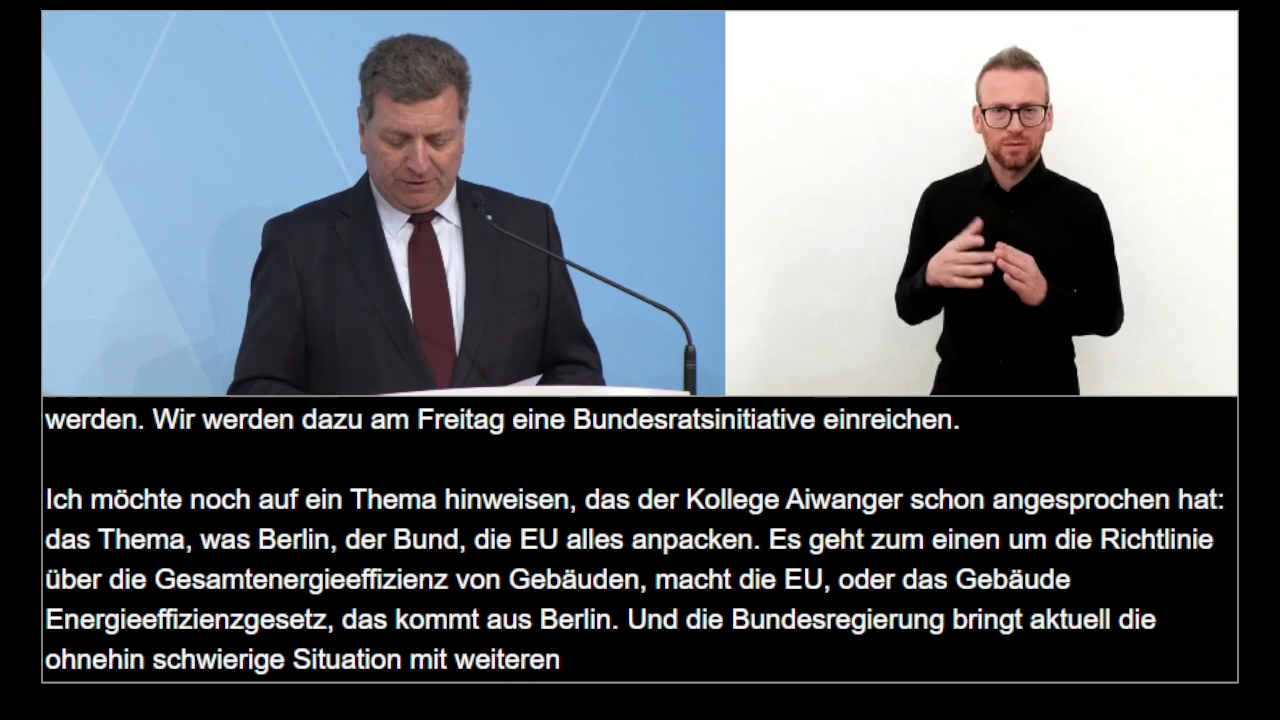 werden. Wir werden dazu am Freitag eine Bundesratsinitiative einreichen.
Ich möchte noch auf ein Thema hinweisen, das der Kollege Aiwanger schon angesprochen hat:
das Thema, was Berlin, der Bund, die EU alles anpacken. Es geht zum einen um die Richtlinie
über die Gesamtenergieeffizienz von Gebäuden, macht die EU, oder das Gebäude
Energieeffizienzgesetz, das kommt aus Berlin. Und die Bundesregierung bringt aktuell die
ohnehin schwierige Situation mit weiteren